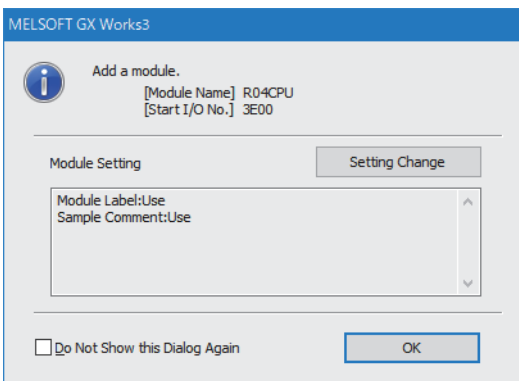 MELSOFT GX Works3
Add a module.
[Module Name] R04CPU
[Start I/O No.] 3E00
Module Setting
Setting Change
Module Label:Use
Sample Comment:Use
Do Not Show this Dialog Again
OK